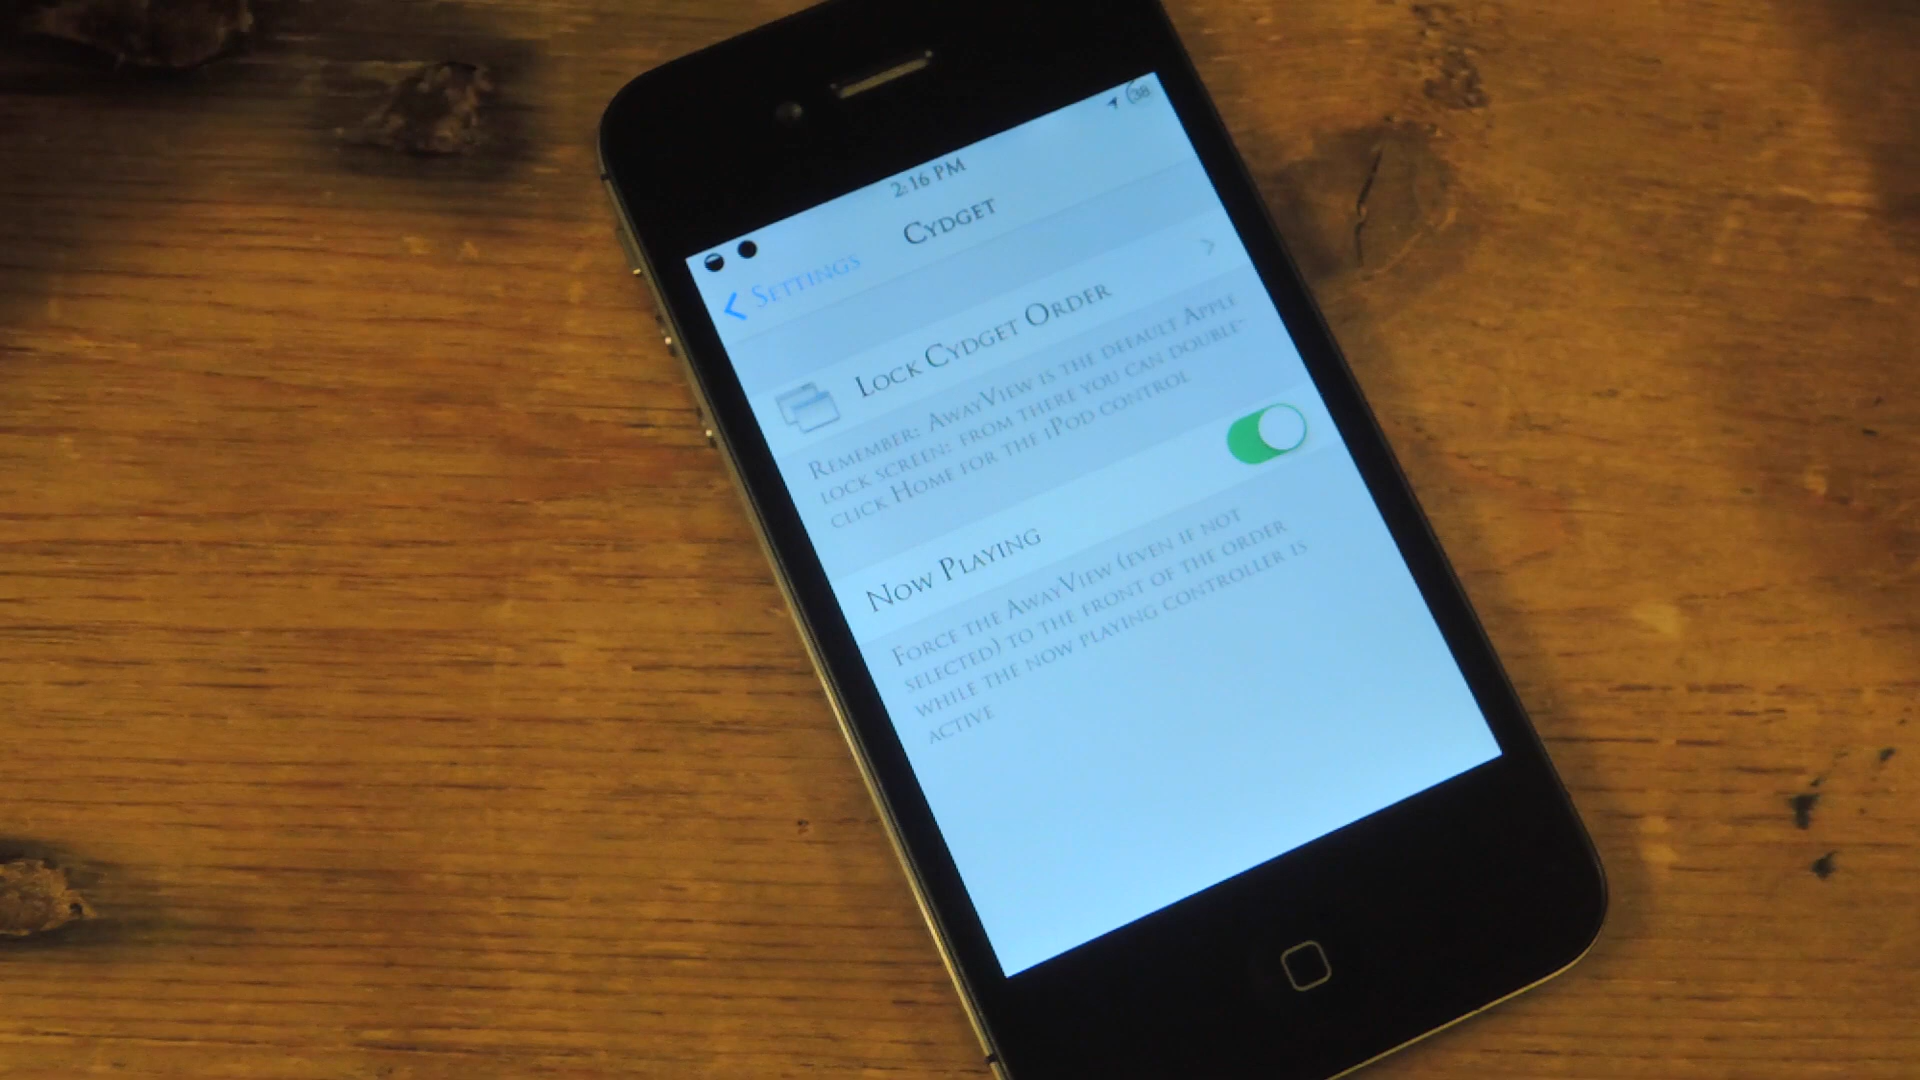 38
2:16 PM
Settings
Cydget
Lock Cydget Order
Remember: AwayView is the default Apple
lock screen: from there you can double-
click Home for the iPod control
Now Playing
Force the AwayView (even if not
selected) to the front of the order
while the now playing controller is
active